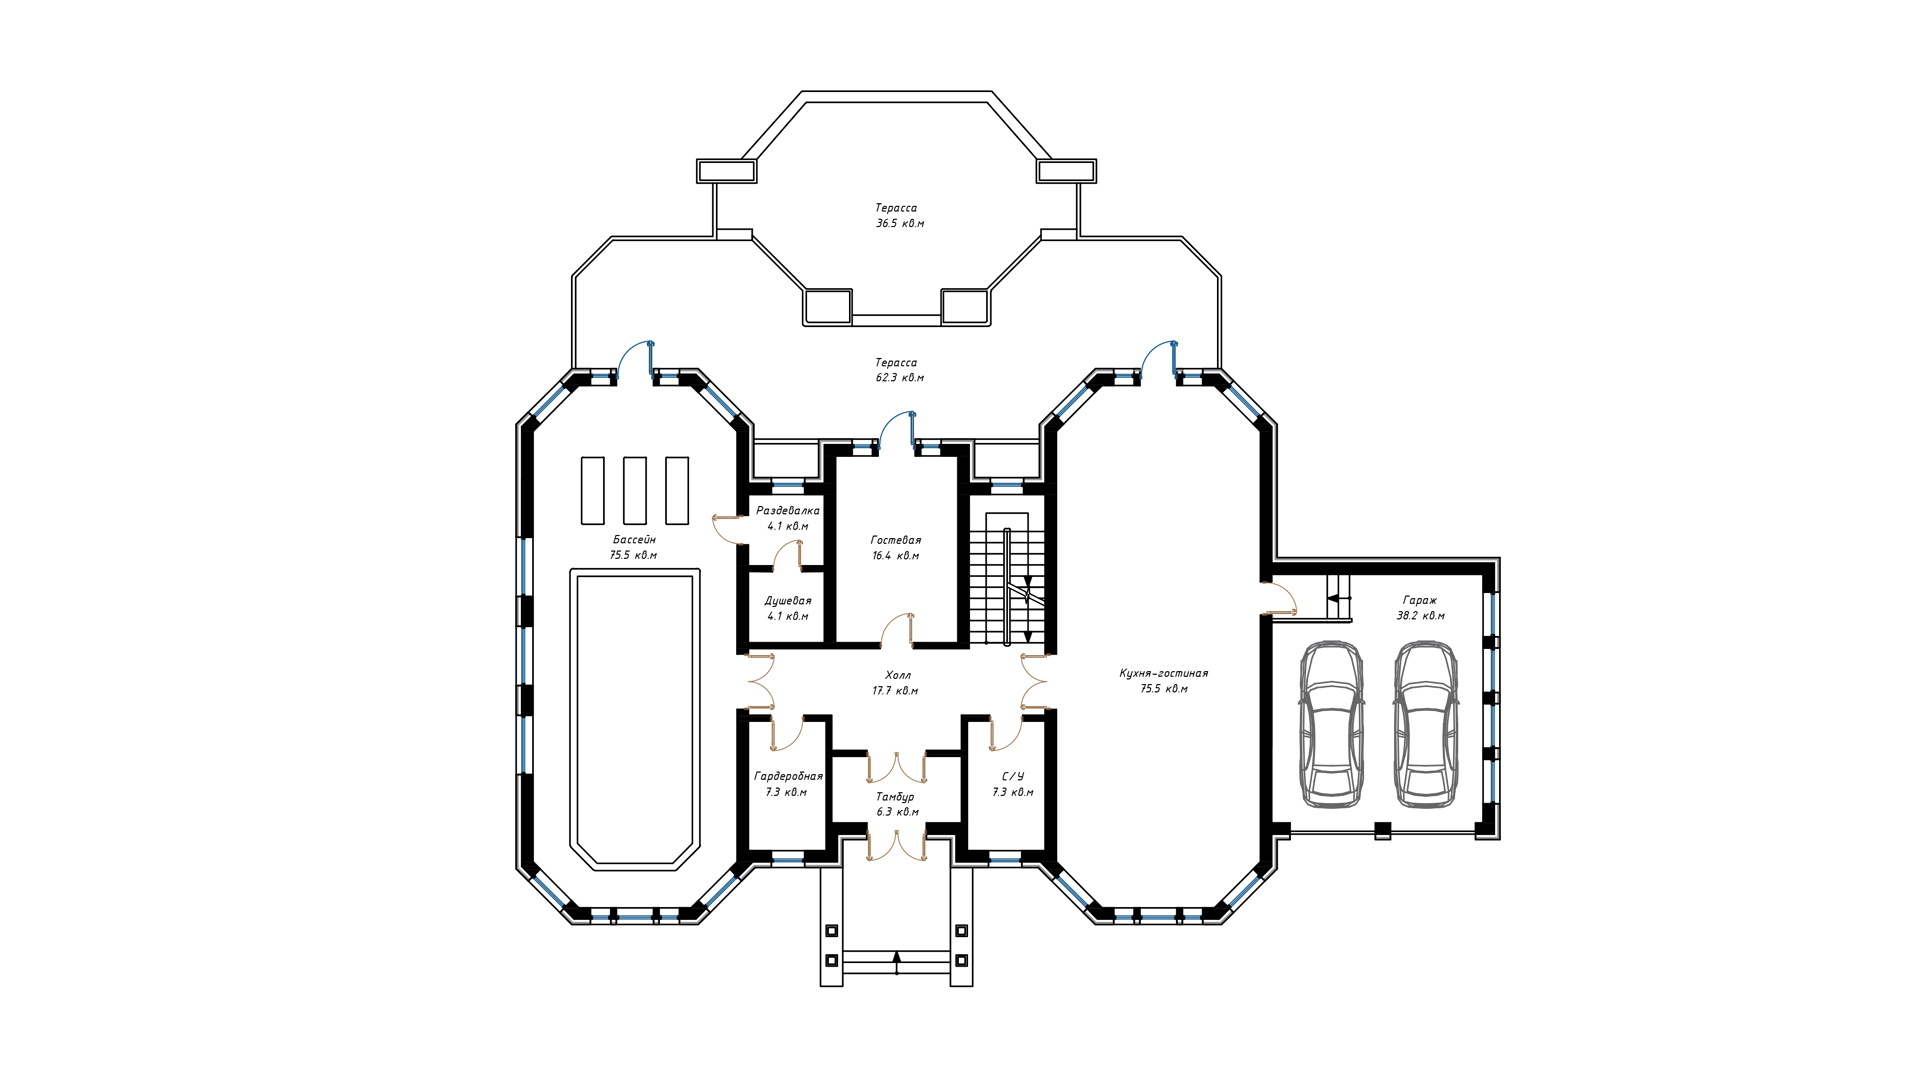 Терасса
36.5 кв.м
Терасса
62.3 кв.м
Раздевалка
4.1 кв.м
Бассейн
75.5 кв.м
Гостевая
16.4 кв.м
Душевая
4.1 кв.м
Гараж
38.2 кв.м
Холл
17.7 кв.м
Кухня-гостиная
75.5 кв.м
Гардеробная
7.3 кв.м
Тамбур
6.3 кв.м
С/У
7.3 кв.м